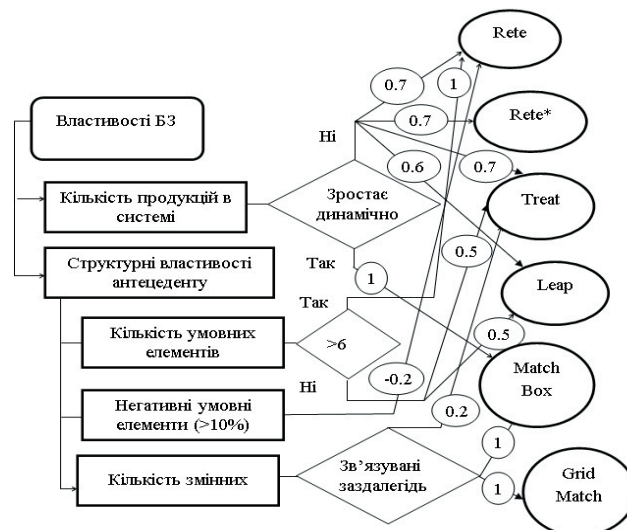 Rete
0.7
1
Rete*
0.7
Властивості БЗ
Ні
0.6
0.7
Зростає
динамічно
Treat
Кількість продукцій в
системі
0.5
Структурні властивості
антецеденту
Так
1
Leap
Так
Кількість умовних
елементів
>6
0.5
Match
Box
Ні
-0.2
0.2
Негативні умовні
елементи (>10%)
1
Кількість змінних
Зв’язувані
заздалегідь
1
Grid
Match